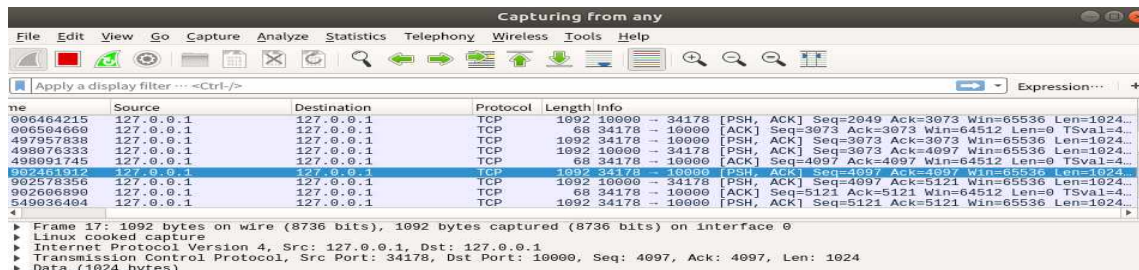 Capturing from any
File Edit View Go Capture Analyze Statistics Telephony Wireless Tools Help
Apply a display filter ... <Ctrl-/> Expression... +
me Source Destination Protocol Length Info
006464215 127.0.0.1 127.0.0.1 TCP 1092 10000 → 34178 [PSH, ACK] Seq=2049 Ack=3073 Win=65536 Len=1024...
006504660 127.0.0.1 127.0.0.1 TCP 68 34178 → 10000 [ACK] Seq=3073 Ack=3073 Win=64512 Len=0 TSval=4...
497957838 127.0.0.1 127.0.0.1 TCP 1092 34178 → 10000 [PSH, ACK] Seq=3073 Ack=3073 Win=65536 Len=1024...
498076333 127.0.0.1 127.0.0.1 TCP 1092 10000 → 34178 [PSH, ACK] Seq=3073 Ack=4097 Win=65536 Len=1024...
498091745 127.0.0.1 127.0.0.1 TCP 68 34178 → 10000 [ACK] Seq=4097 Ack=4097 Win=64512 Len=0 TSval=4...
902461912 127.0.0.1 127.0.0.1 TCP 1092 34178 → 10000 [PSH, ACK] Seq=4097 Ack=4097 Win=65536 Len=1024...
902578356 127.0.0.1 127.0.0.1 TCP 1092 10000 → 34178 [PSH, ACK] Seq=4097 Ack=5121 Win=65536 Len=1024...
902606890 127.0.0.1 127.0.0.1 TCP 68 34178 → 10000 [ACK] Seq=5121 Ack=5121 Win=64512 Len=0 TSval=4...
549036404 127.0.0.1 127.0.0.1 TCP 1092 34178 → 10000 [PSH, ACK] Seq=5121 Ack=5121 Win=65536 Len=1024...
Frame 17: 1092 bytes on wire (8736 bits), 1092 bytes captured (8736 bits) on interface 0
Linux cooked capture
Internet Protocol Version 4, Src: 127.0.0.1, Dst: 127.0.0.1
Transmission Control Protocol, Src Port: 34178, Dst Port: 10000, Seq: 4097, Ack: 4097, Len: 1024
Data (1024 bytes)